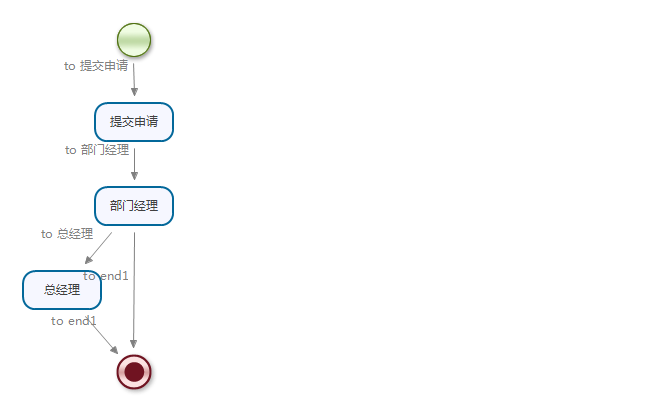 to 提交申请
提交申请
to 部门经理
部门经理
to 总经理
to end1
总经理
to end1